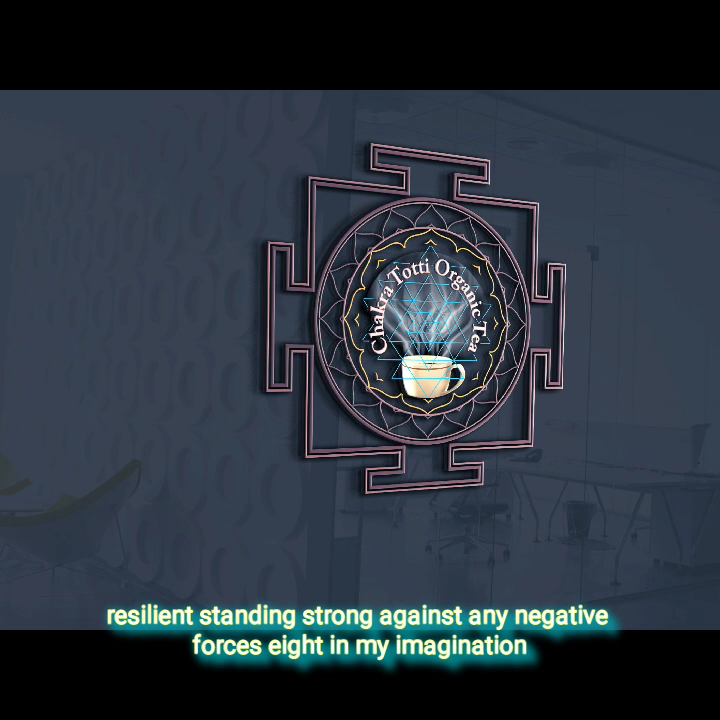 Chakra Totti Organic Tea
resilient standing strong against any negative
forces eight in my imagination